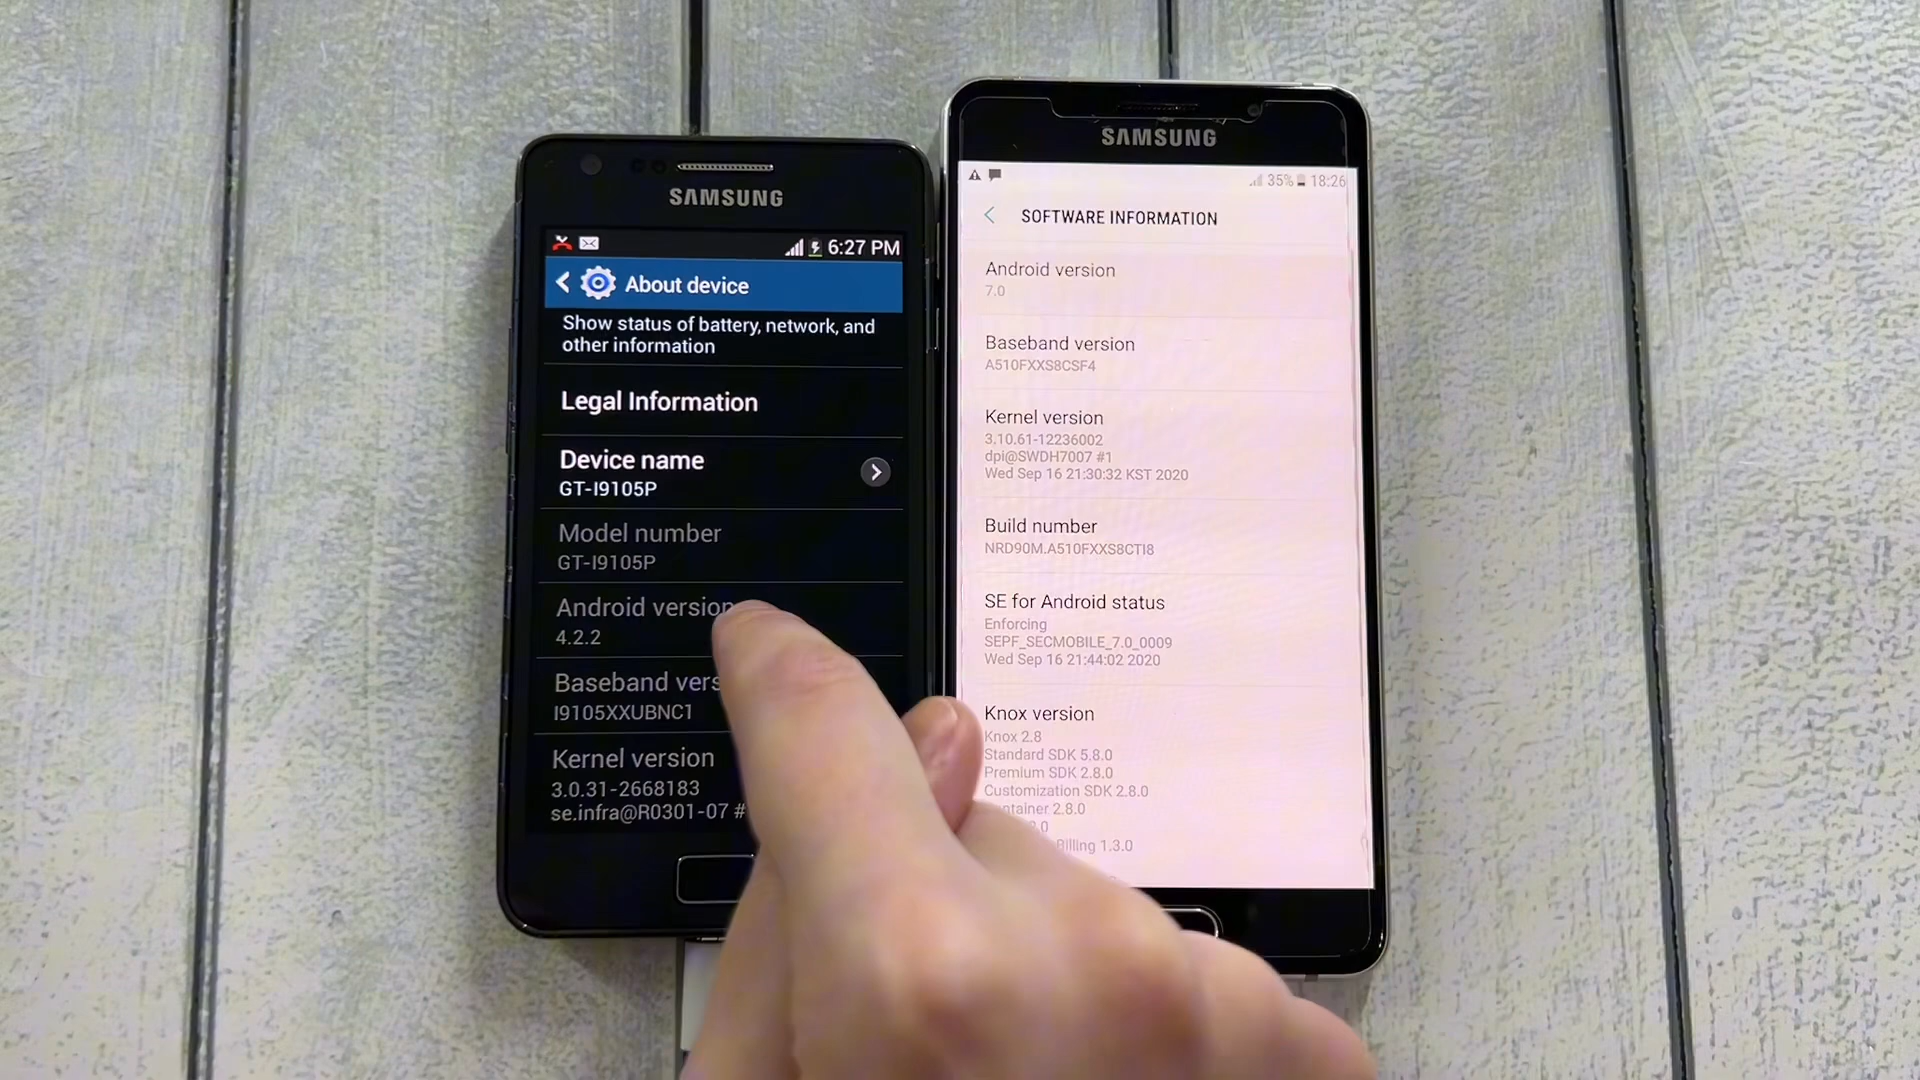 SAMSUNG
6:27 PM
About device
Show status of battery, network, and
other information
Legal Information
Device name
GT-I9105P
Model number
GT-I9105P
Android version
4.2.2
Baseband vers
I9105XXUBNC1
Kernel version
3.0.31-2668183
se.infra@R0301-07 #
SAMSUNG
35% 18:26
SOFTWARE INFORMATION
Android version
7.0
Baseband version
A510FXXS8CSF4
Kernel version
3.10.61-12236002
dpi@SWDH7007 #1
Wed Sep 16 21:30:32 KST 2020
Build number
NRD90M.A510FXXS8CTI8
SE for Android status
Enforcing
SEPF_SECMOBILE_7.0_0009
Wed Sep 16 21:44:02 2020
Knox version
Knox 2.8
Standard SDK 5.8.0
Premium SDK 2.8.0
Customization SDK 2.8.0
ntainer 2.8.0
2.0
Billing 1.3.0